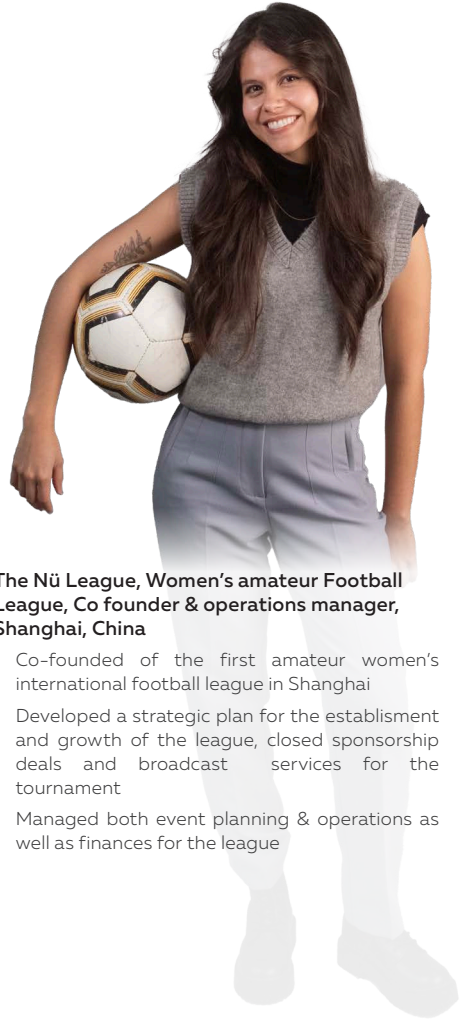 The Nü League, Women's amateur Football
League, Co founder & operations manager,
Shanghai, China
Co-founded of the first amateur women's
international football league in Shanghai
Developed a strategic plan for the establisment
and growth of the league, closed sponsorship
deals and broadcast services for the
tournament
Managed both event planning & operations as
well as finances for the league